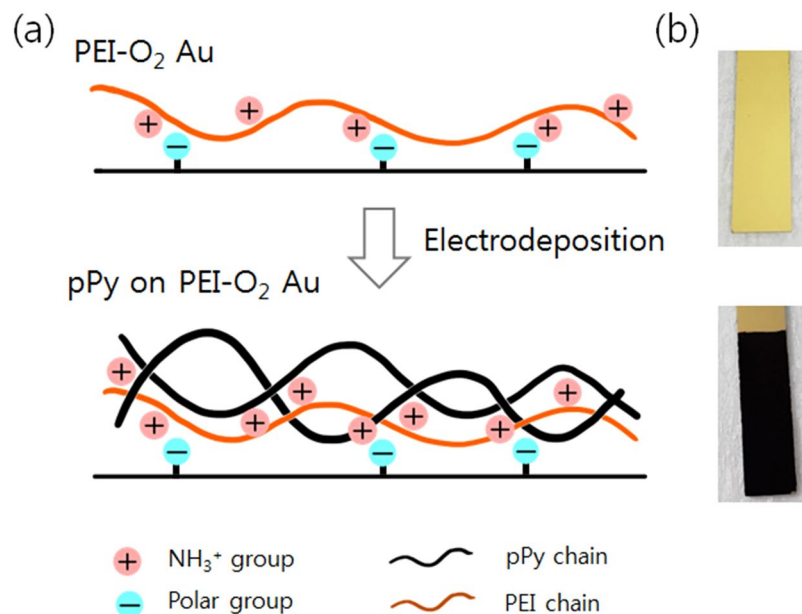 (a)
(b)
PEI-O₂ Au
Electrodeposition
pPy on PEI-O₂ Au
NH₃⁺ group
pPy chain
Polar group
PEI chain